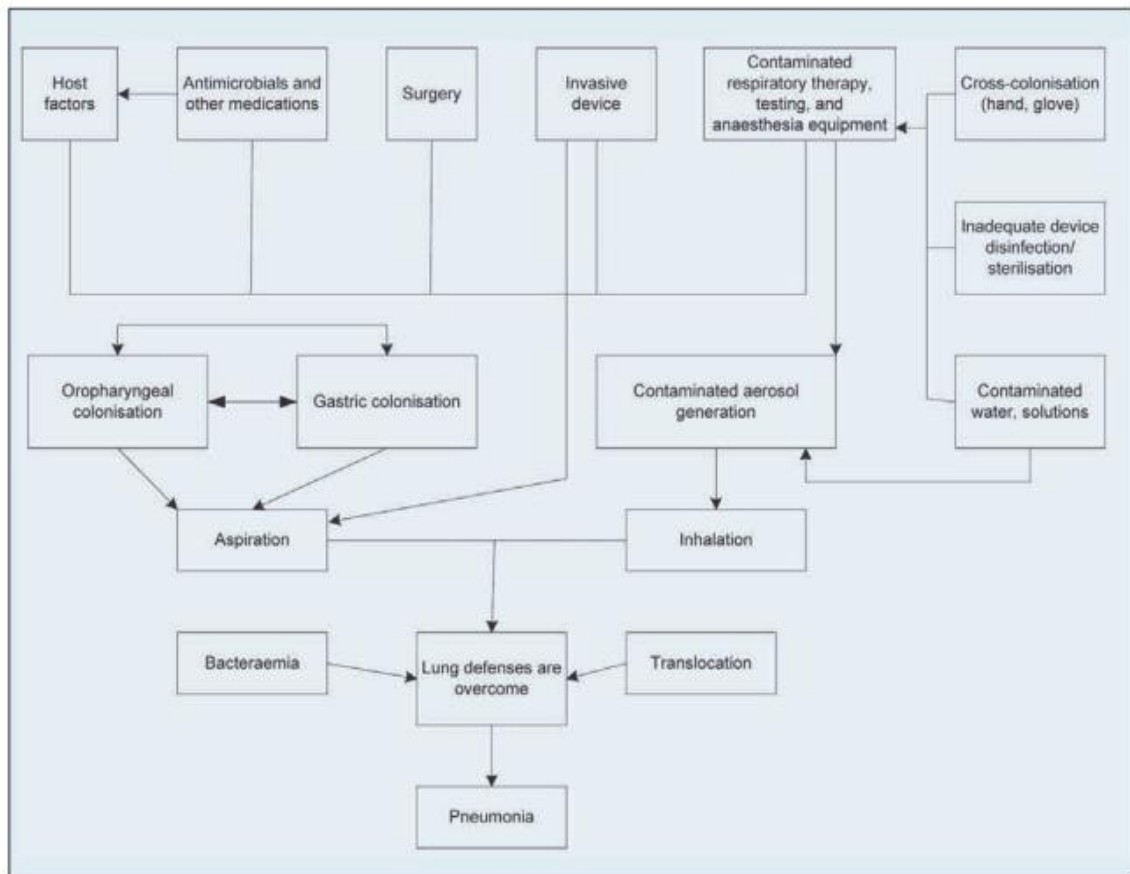 Host
factors
Antimicrobials and
other medications
Surgery
Invasive
device
Contaminated
respiratory therapy,
testing, and
anaesthesia equipment
Cross-colonisation
(hand, glove)
Inadequate device
disinfection/
sterilisation
Oropharyngeal
colonisation
Gastric colonisation
Contaminated aerosol
generation
Contaminated
water, solutions
Aspiration
Inhalation
Bacteraemia
Lung defenses are
overcome
Translocation
Pneumonia